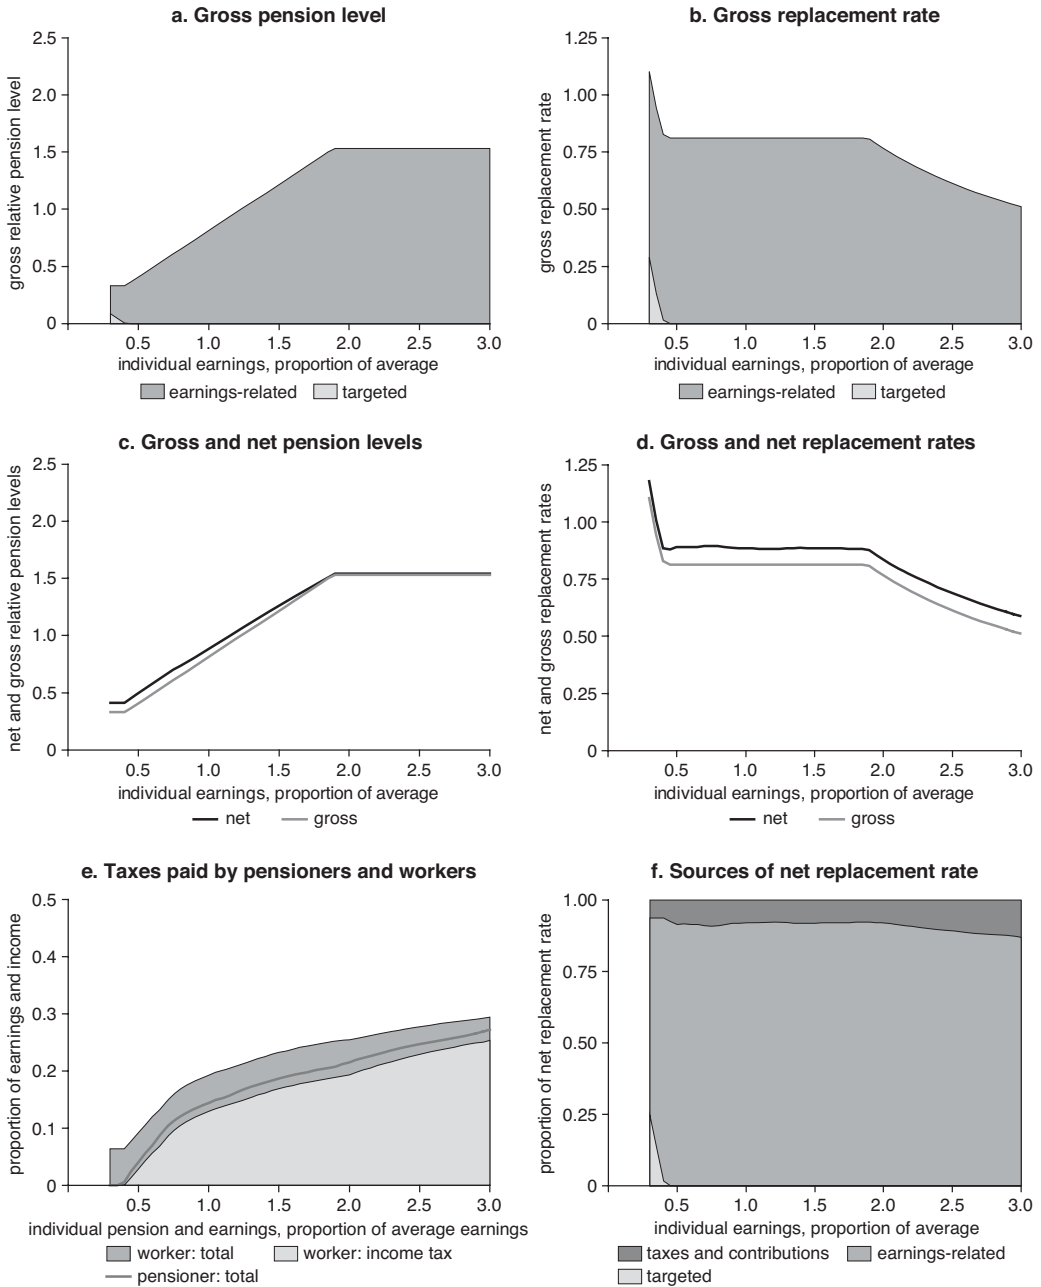 a. Gross pension level
gross relative pension level
2.5
2.0
1.5
1.0
0.5
0
0.5 1.0 1.5 2.0 2.5 3.0
individual earnings, proportion of average
earnings-related targeted
b. Gross replacement rate
gross replacement rate
1.25
1.00
0.75
0.50
0.25
0
0.5 1.0 1.5 2.0 2.5 3.0
individual earnings, proportion of average
earnings-related targeted
c. Gross and net pension levels
net and gross relative pension levels
2.5
2.0
1.5
1.0
0.5
0
0.5 1.0 1.5 2.0 2.5 3.0
individual earnings, proportion of average
net gross
d. Gross and net replacement rates
net and gross replacement rates
1.25
1.00
0.75
0.50
0.25
0
0.5 1.0 1.5 2.0 2.5 3.0
individual earnings, proportion of average
net gross
e. Taxes paid by pensioners and workers
proportion of earnings and income
0.5
0.4
0.3
0.2
0.1
0
0.5 1.0 1.5 2.0 2.5 3.0
individual pension and earnings, proportion of average earnings
worker: total worker: income tax
pensioner: total
f. Sources of net replacement rate
proportion of net replacement rate
1.00
0.75
0.50
0.25
0
0.5 1.0 1.5 2.0 2.5 3.0
individual earnings, proportion of average
taxes and contributions earnings-related
targeted